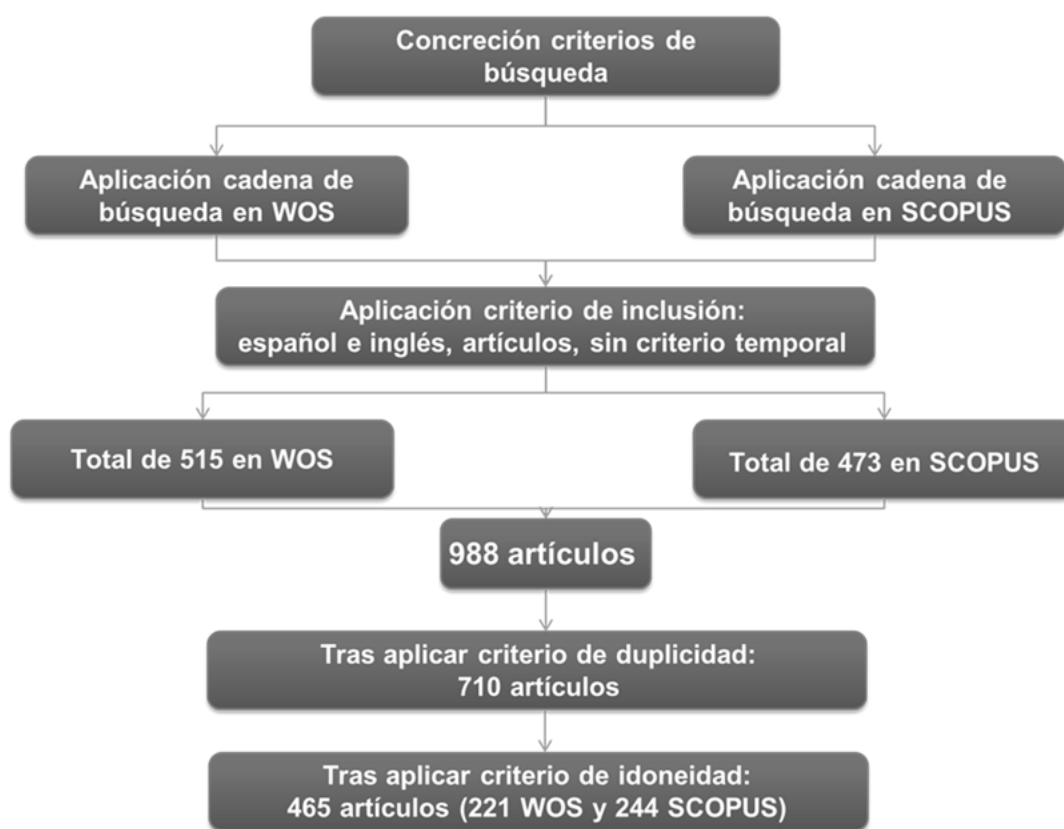 Concreción criterios de
búsqueda
Aplicación cadena de
búsqueda en WOS
Aplicación cadena de
búsqueda en SCOPUS
Aplicación criterio de inclusión:
español e inglés, artículos, sin criterio temporal
Total de 515 en WOS
Total de 473 en SCOPUS
988 artículos
Tras aplicar criterio de duplicidad:
710 artículos
Tras aplicar criterio de idoneidad:
465 artículos (221 WOS y 244 SCOPUS)